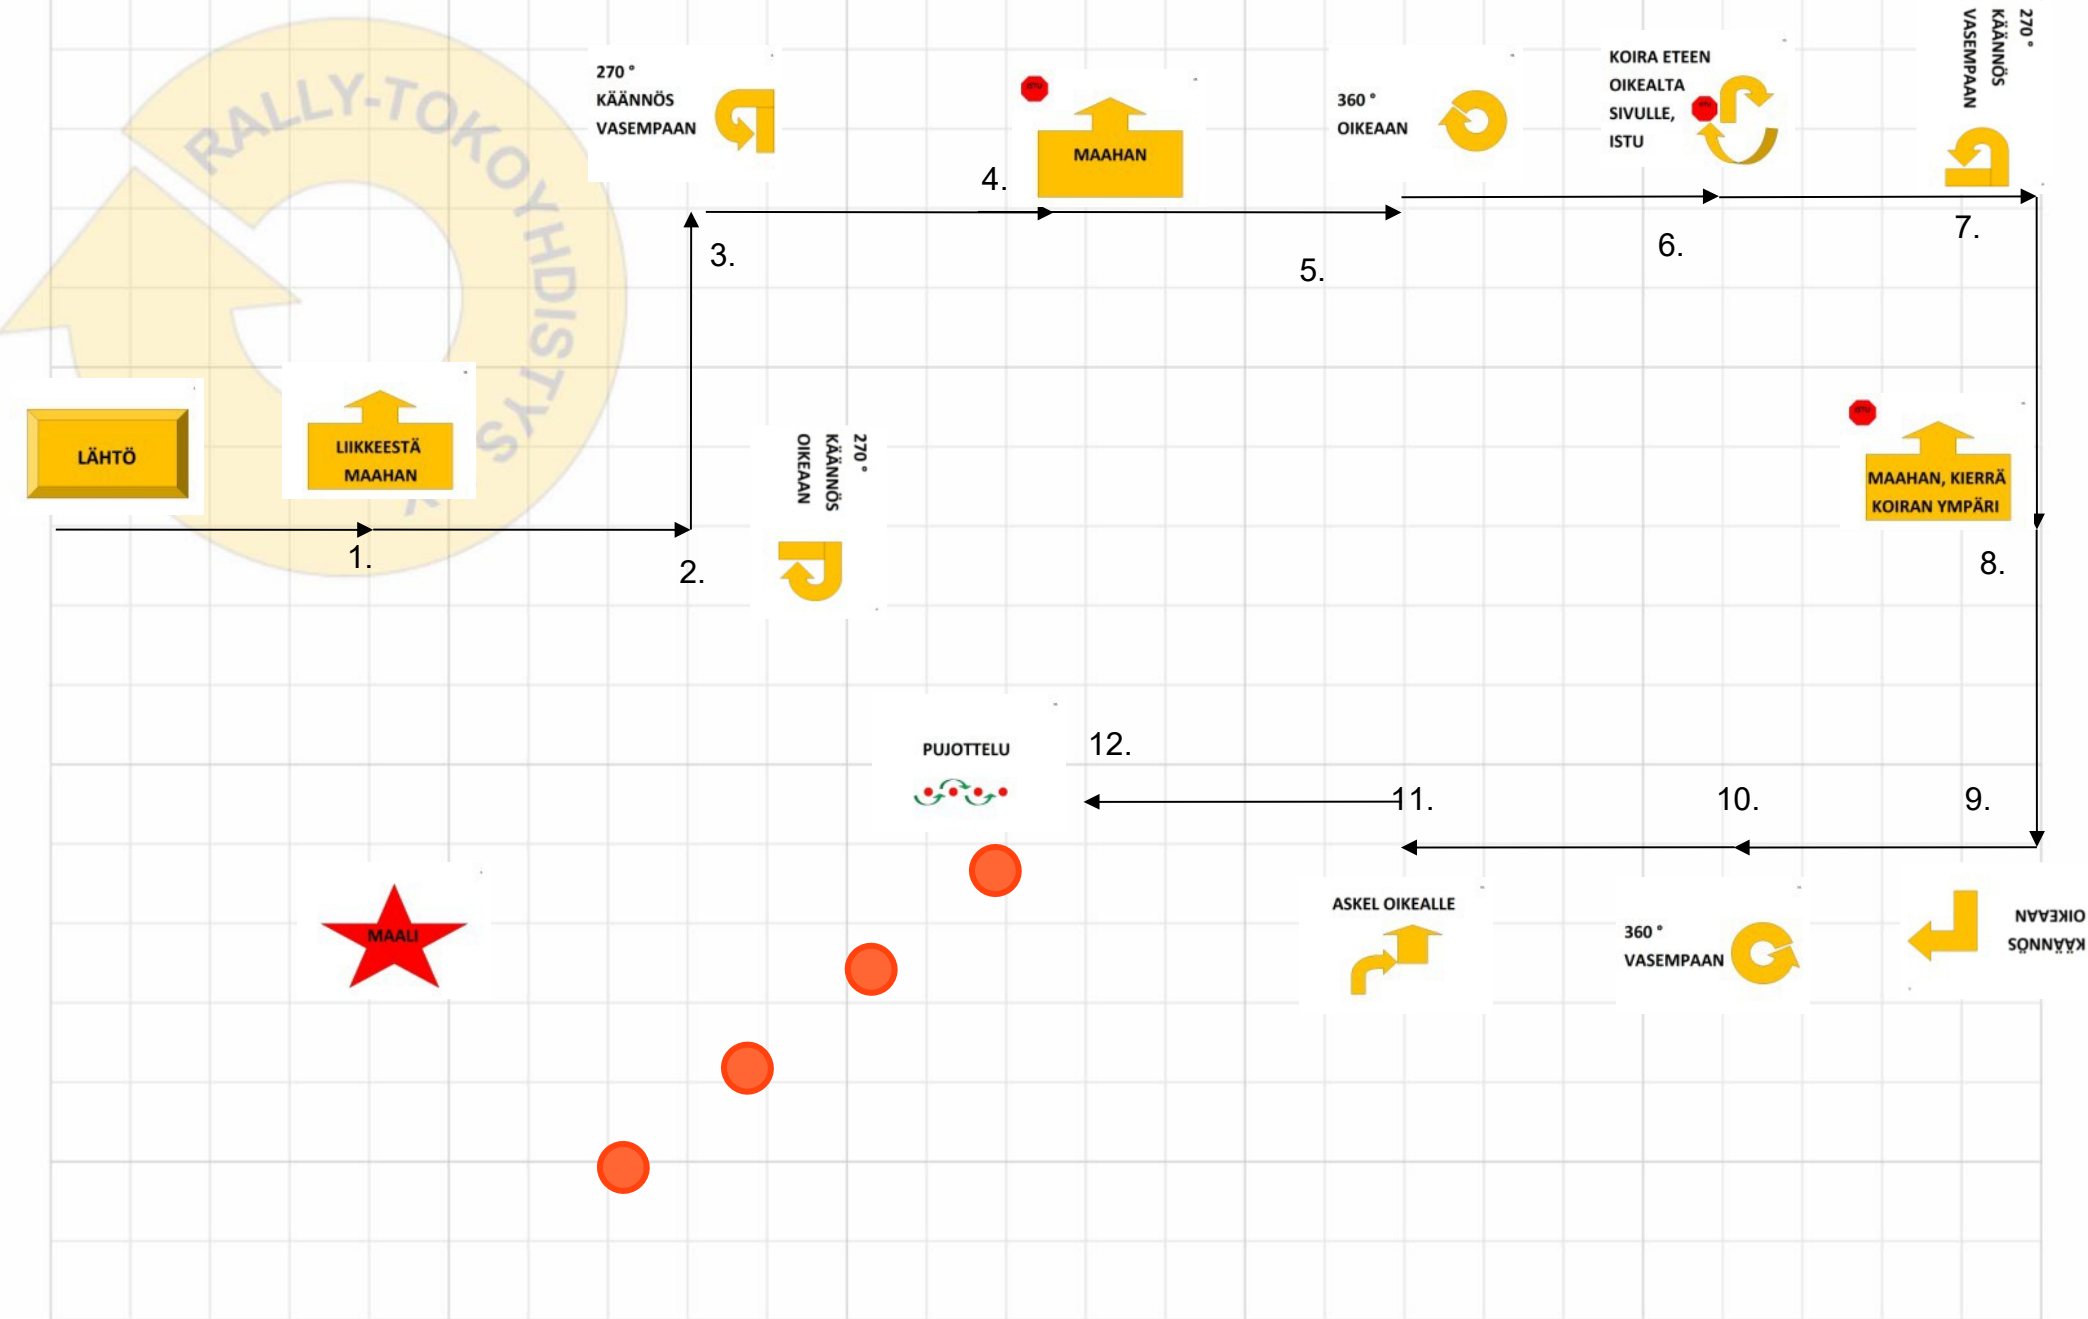 RALLY-TOKOYHDISTYS
270 °
KÄÄNNÖS
VASEMPAAN
MAAHAN
4.
360 °
OIKEAAN
KOIRA ETEEN
OIKEALTA
SIVULLE,
ISTU
270 °
KÄÄNNÖS
VASEMPAAN
3.
5.
6.
7.
LÄHTÖ
LIIKKEESTÄ
MAAHAN
1.
2.
270 °
KÄÄNNÖS
OIKEAAN
MAAHAN, KIERRÄ
KOIRAN YMPÄRI
8.
PUJOTTELU
12.
11.
10.
9.
MAALI
ASKEL OIKEALLE
360 °
VASEMPAAN
KÄÄNNÖS
OIKEAAN